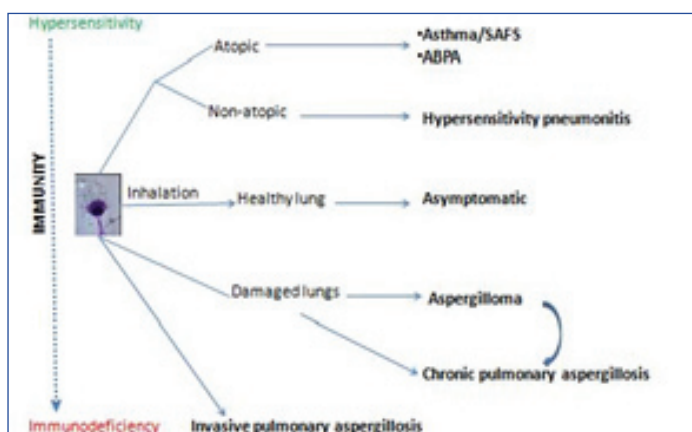 Hypersensitivity
Atopic
•Asthma/SAFS
•ABPA
Non-atopic
Hypersensitivity pneumonitis
IMMUNITY
Inhalation
Healthy lung
Asymptomatic
Damaged lungs
Aspergilloma
Chronic pulmonary aspergillosis
Immunodeficiency
Invasive pulmonary aspergillosis